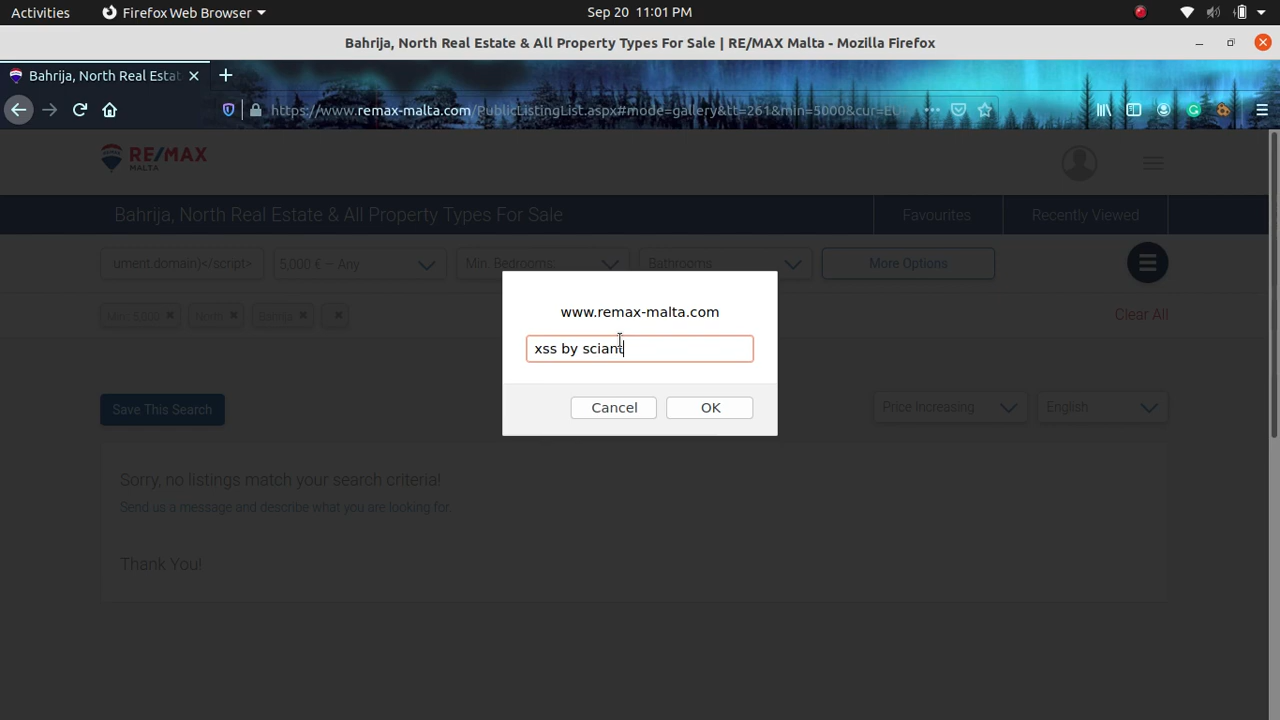 Activities
Firefox Web Browser
Sep 20 11:01 PM
Bahrija, North Real Estate & All Property Types For Sale | RE/MAX Malta - Mozilla Firefox
Bahrija, North Real Estat
https://www.remax-malta.com/PublicListingList.aspx#mode=gallery&tt=261&min=5000&cur=EU
RE/MAX
MALTA
Bahrija, North Real Estate & All Property Types For Sale
Favourites
Recently Viewed
ument.domain)</script>
5,000 € – Any
Min. Bedrooms
Bathrooms
More Options
Min: 5,000
North
Bahrija
Clear All
www.remax-malta.com
xss by sciant
Cancel
OK
Save This Search
Price Increasing
English
Sorry, no listings match your search criteria!
Send us a message and describe what you are looking for.
Thank You!